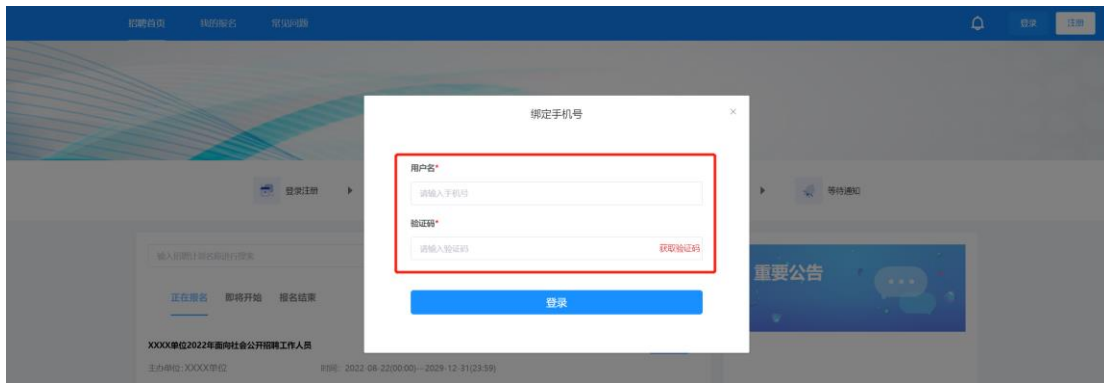 招聘首页 我的报名 常见问题 登录 注册
绑定手机号 ×
用户名*
请输入手机号
登录注册 等待通知
验证码*
请输入验证码 获取验证码
输入招聘计划名称进行搜索
重要公告
正在报名 即将开始 报名结束
登录
XXXX单位2022年面向社会公开招聘工作人员
主办单位: XXXX单位 时间: 2022-06-22(00:00)---2029-12-31(23:59)